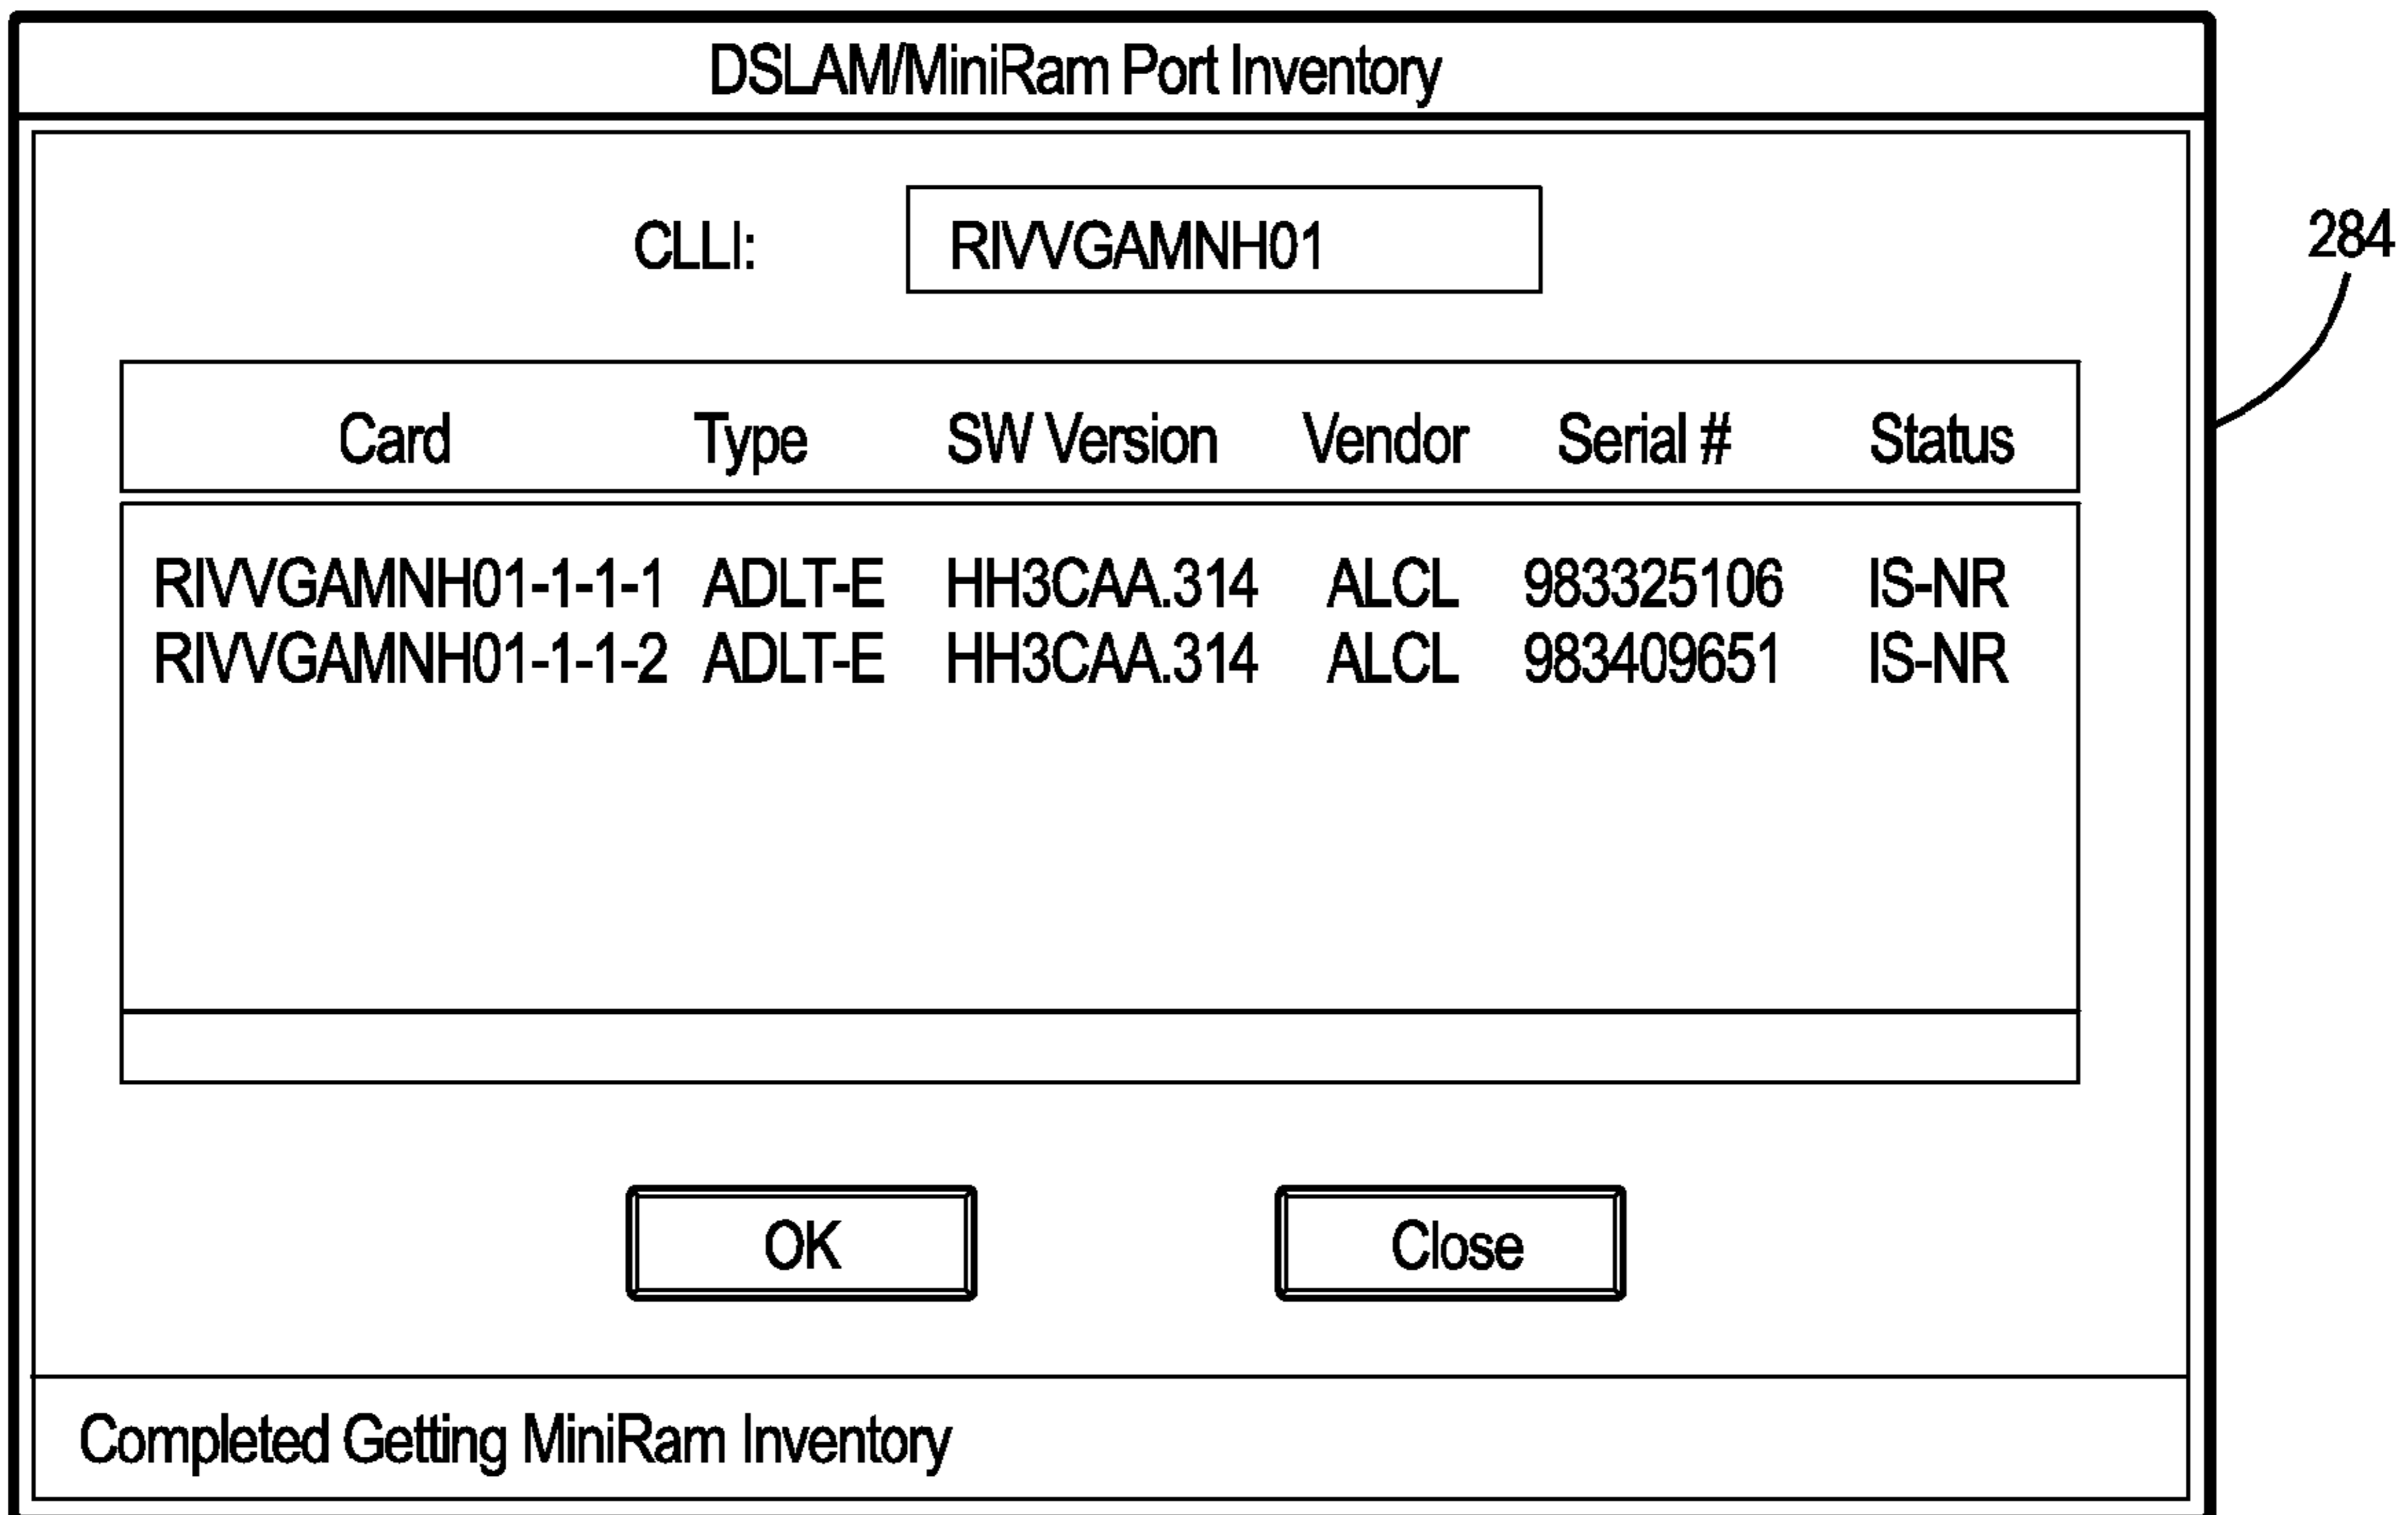 DSLAM/MiniRam Port Inventory
CLLI: RIVVGAMNH01
284
Card Type SW Version Vendor Serial # Status
RIVVGAMNH01-1-1-1 ADLT-E HH3CAA.314 ALCL 983325106 IS-NR
RIVVGAMNH01-1-1-2 ADLT-E HH3CAA.314 ALCL 983409651 IS-NR
OK Close
Completed Getting MiniRam Inventory